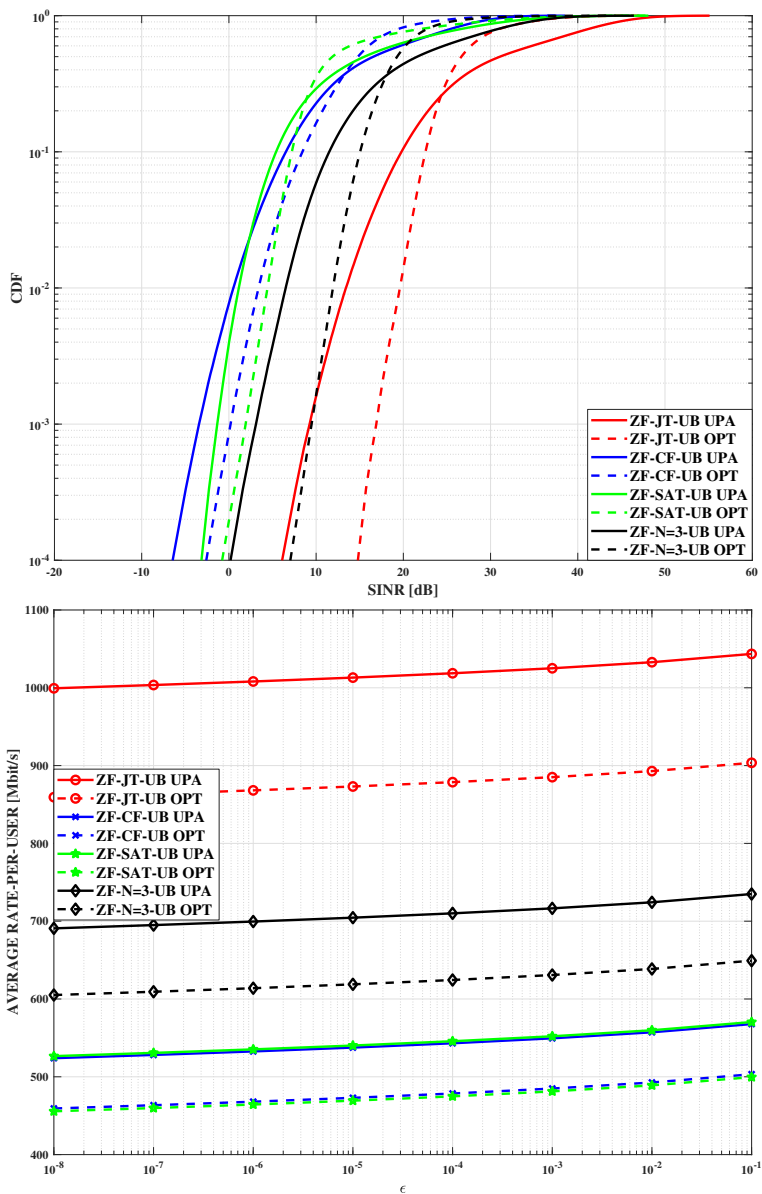 10^0
10^-1
10^-2
10^-3
10^-4
CDF
-20 0 10 20 30 40 50 60
SINR [dB]
ZF-JT-UB UPA
ZF-JT-UB OPT
ZF-CF-UB UPA
ZF-CF-UB OPT
ZF-SAT-UB UPA
ZF-SAT-UB OPT
ZF-N=3-UB UPA
ZF-N=3-UB OPT
1100
1000
900
800
700
600
500
400
AVERAGE RATE-PER-USER [Mbit/s]
ZF-JT-UB UPA
ZF-JT-UB OPT
ZF-CF-UB UPA
ZF-CF-UB OPT
ZF-SAT-UB UPA
ZF-SAT-UB OPT
ZF-N=3-UB UPA
ZF-N=3-UB OPT
10^-8 10^-7 10^-6 10^-5 10^-4 10^-3 10^-2 10^-1
ϵ